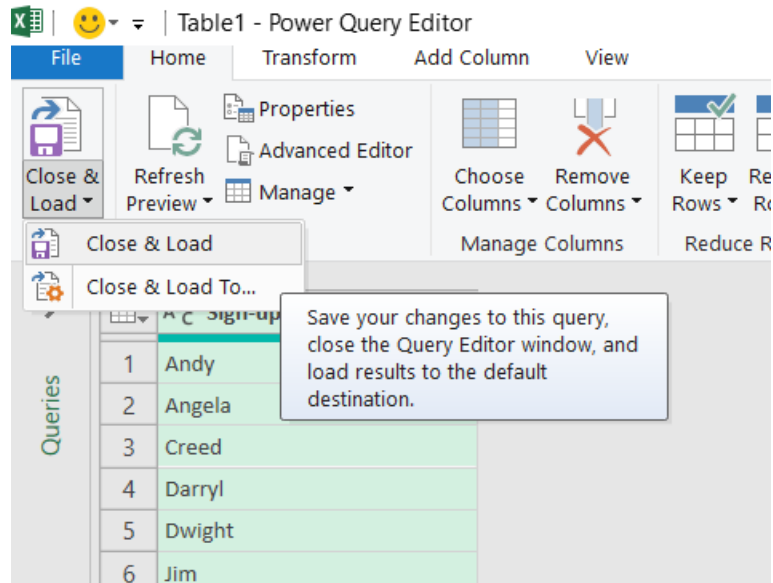 Table1 - Power Query Editor
File Home Transform Add Column View
Close & Load
Refresh Preview
Properties
Advanced Editor
Manage
Choose Columns
Remove Columns
Keep Rows
Manage Columns
Reduce R
Close & Load
Close & Load To...
Save your changes to this query,
close the Query Editor window, and
load results to the default
destination.
Sign-up
Queries
1 Andy
2 Angela
3 Creed
4 Darryl
5 Dwight
6 Jim